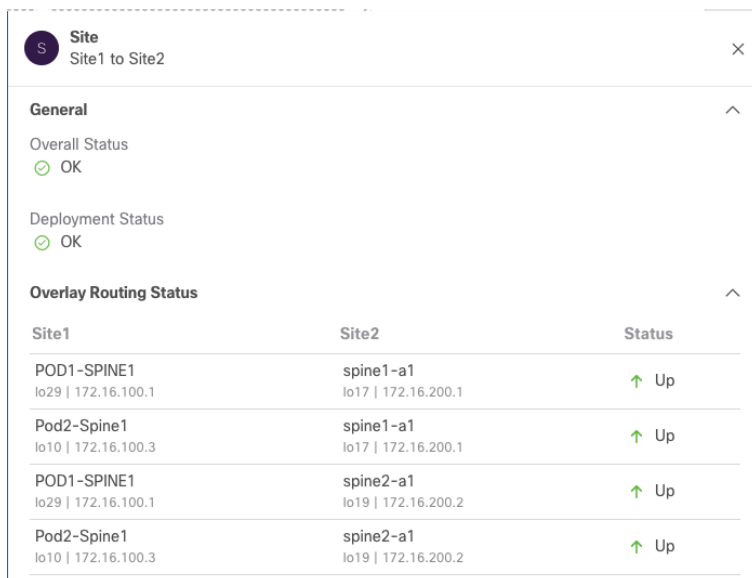 S
Site
Site1 to Site2
General
Overall Status
OK
Deployment Status
OK
Overlay Routing Status
Site1 Site2 Status
POD1-SPINE1 spine1-a1 Up
lo29 | 172.16.100.1 lo17 | 172.16.200.1
Pod2-Spine1 spine1-a1 Up
lo10 | 172.16.100.3 lo17 | 172.16.200.1
POD1-SPINE1 spine2-a1 Up
lo29 | 172.16.100.1 lo19 | 172.16.200.2
Pod2-Spine1 spine2-a1 Up
lo10 | 172.16.100.3 lo19 | 172.16.200.2